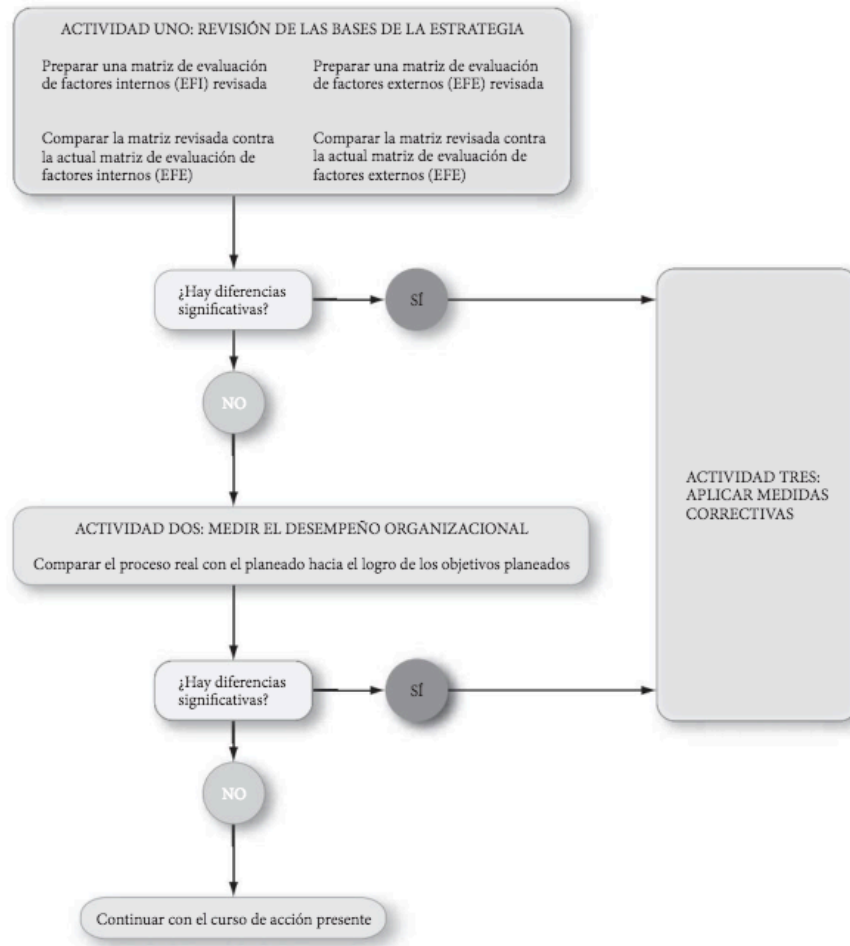 ACTIVIDAD UNO: REVISIÓN DE LAS BASES DE LA ESTRATEGIA
Preparar una matriz de evaluación
de factores internos (EFI) revisada
Preparar una matriz de evaluación
de factores externos (EFE) revisada
Comparar la matriz revisada contra
la actual matriz de evaluación de
factores internos (EFE)
Comparar la matriz revisada contra
la actual matriz de evaluación de
factores externos (EFE)
¿Hay diferencias
significativas?
SÍ
NO
ACTIVIDAD TRES:
APLICAR MEDIDAS
CORRECTIVAS
ACTIVIDAD DOS: MEDIR EL DESEMPEÑO ORGANIZACIONAL
Comparar el proceso real con el planeado hacia el logro de los objetivos planeados
¿Hay diferencias
significativas?
SÍ
NO
Continuar con el curso de acción presente